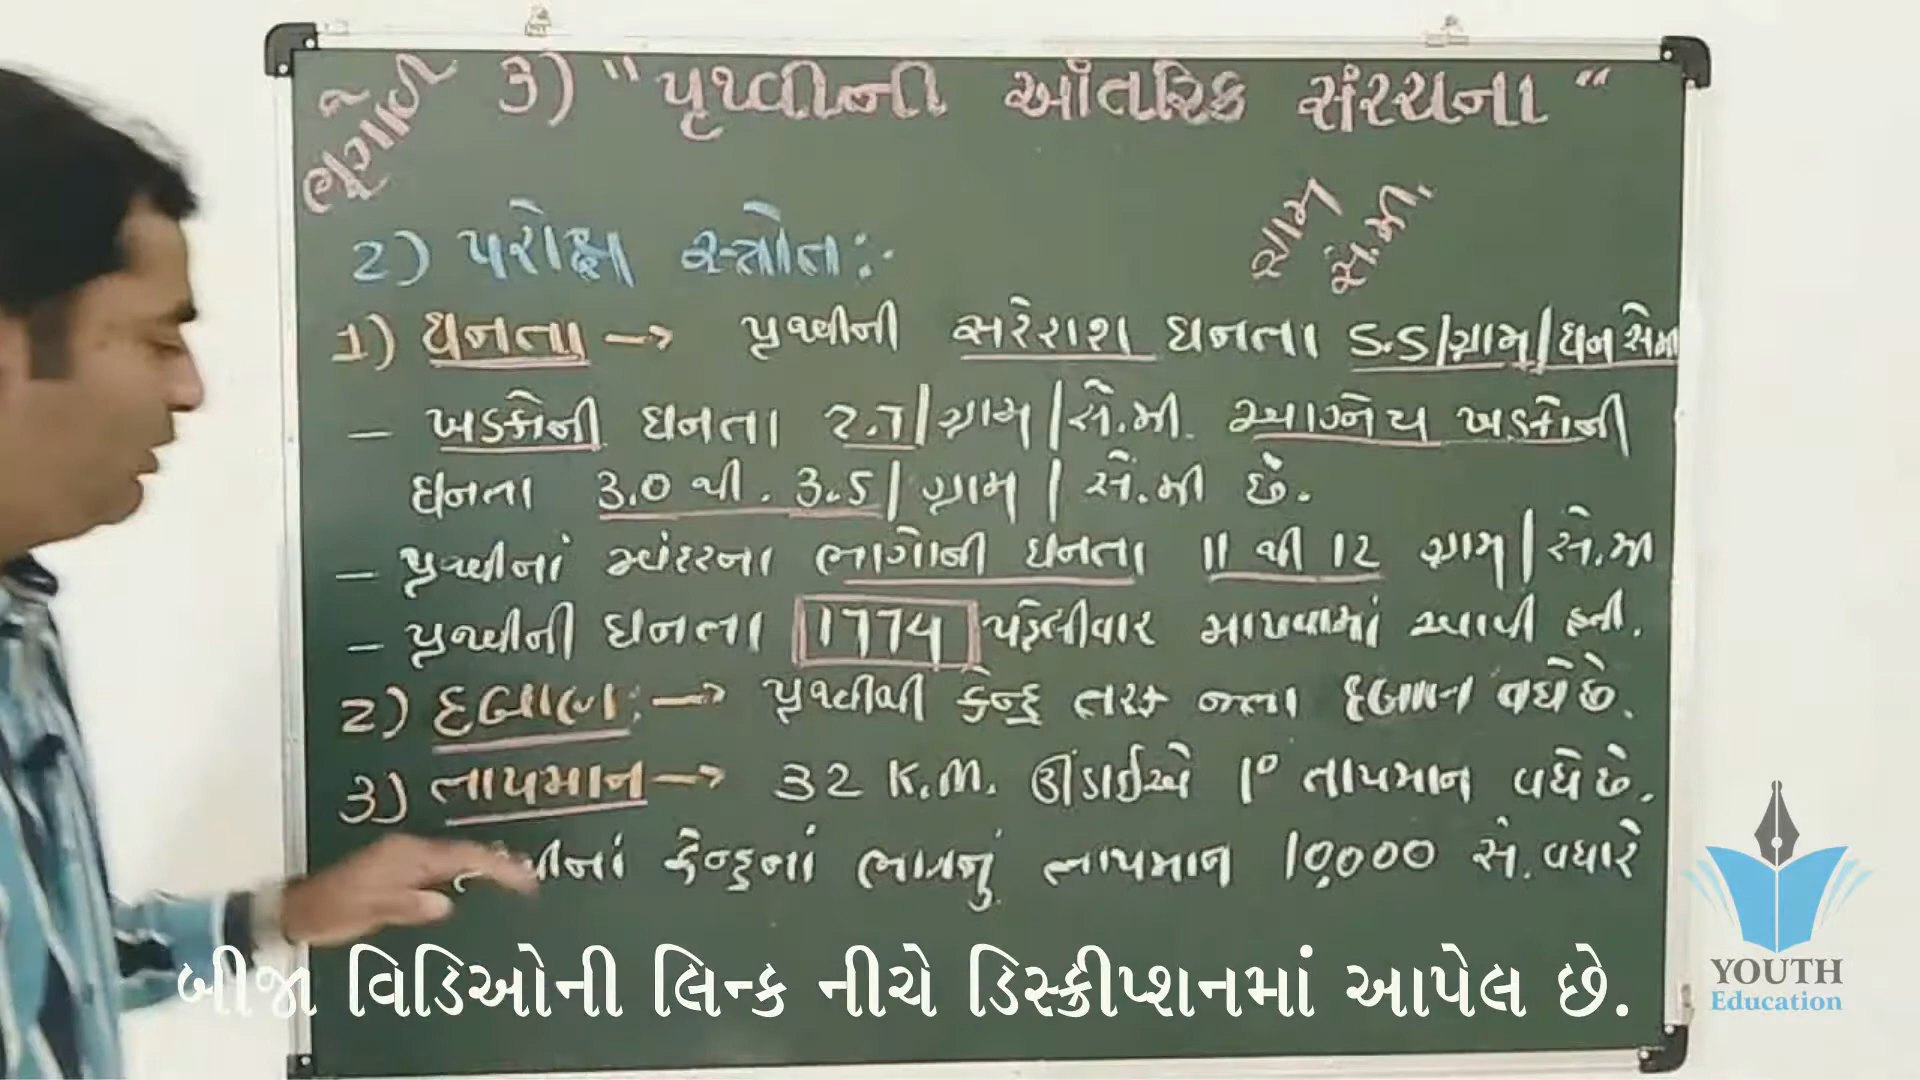 ભૂગોળ
3) "પૃથ્વીની આંતરિક સંરચના"
ગ્રામ
સે.મી.
2) પરોક્ષ સ્ત્રોત :-
1) ઘનતા → પૃથ્વીની સરેરાશ ઘનતા 5.5/ગ્રામ/ઘન સેમી
- ખડકોની ઘનતા 2.7/ગ્રામ/સે.મી. આગ્નેય ખડકોની
ઘનતા 3.0 થી. 3.5/ગ્રામ/સે.મી છે.
- પૃથ્વીનાં અંદરના ભાગોની ઘનતા 11 થી 12 ગ્રામ/સે.મી
- પૃથ્વીની ઘનતા 1774 પહેલીવાર માપવામાં આવી હતી.
2) દબાણ :→ પૃથ્વીથી કેન્દ્ર તરફ જતા દબાણ વધે છે.
3) તાપમાન → 32 K.M. ઊંડાઈએ 1° તાપમાન વધે છે.
કેન્દ્રનાં ભાગનું તાપમાન 10,000 સે. વધારે
બીજા વિડિઓની લિન્ક નીચે ડિસ્ક્રીપ્શનમાં આપેલ છે.
YOUTH
Education